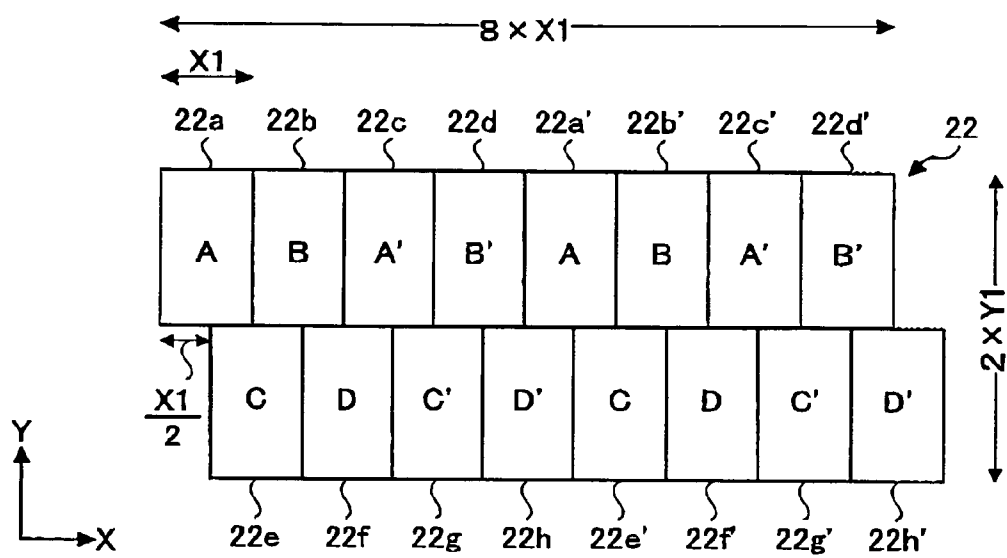 8 × X1
X1
22a 22b 22c 22d 22a' 22b' 22c' 22d' 22
A B A' B' A B A' B'
2 × Y1
X1
2
C D C' D' C D C' D'
Y
X
22e 22f 22g 22h 22e' 22f' 22g' 22h'